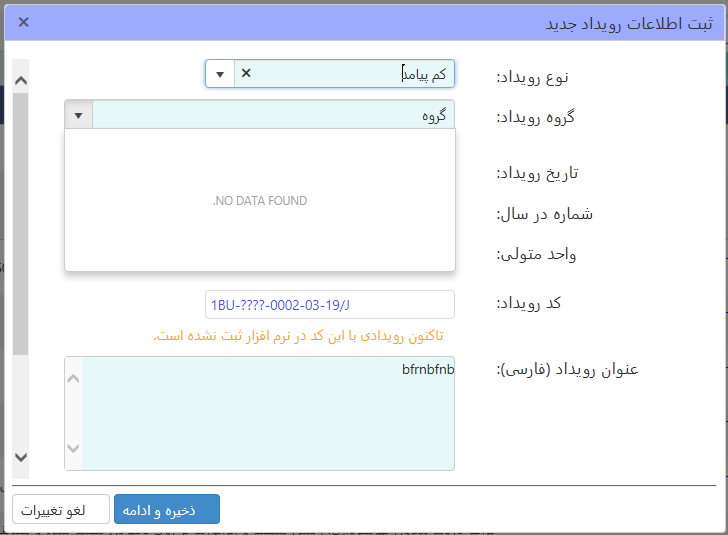 ثبت اطلاعات رویداد جدید
نوع رویداد:
کم پیامد
گروه رویداد:
گروه
NO DATA FOUND.
تاریخ رویداد:
شماره در سال:
واحد متولی:
کد رویداد:
1BU-????-0002-03-19/J
تاکنون رویدادی با این کد در نرم افزار ثبت نشده است.
عنوان رویداد (فارسی):
bfrnbfnb
ذخیره و ادامه
لغو تغییرات